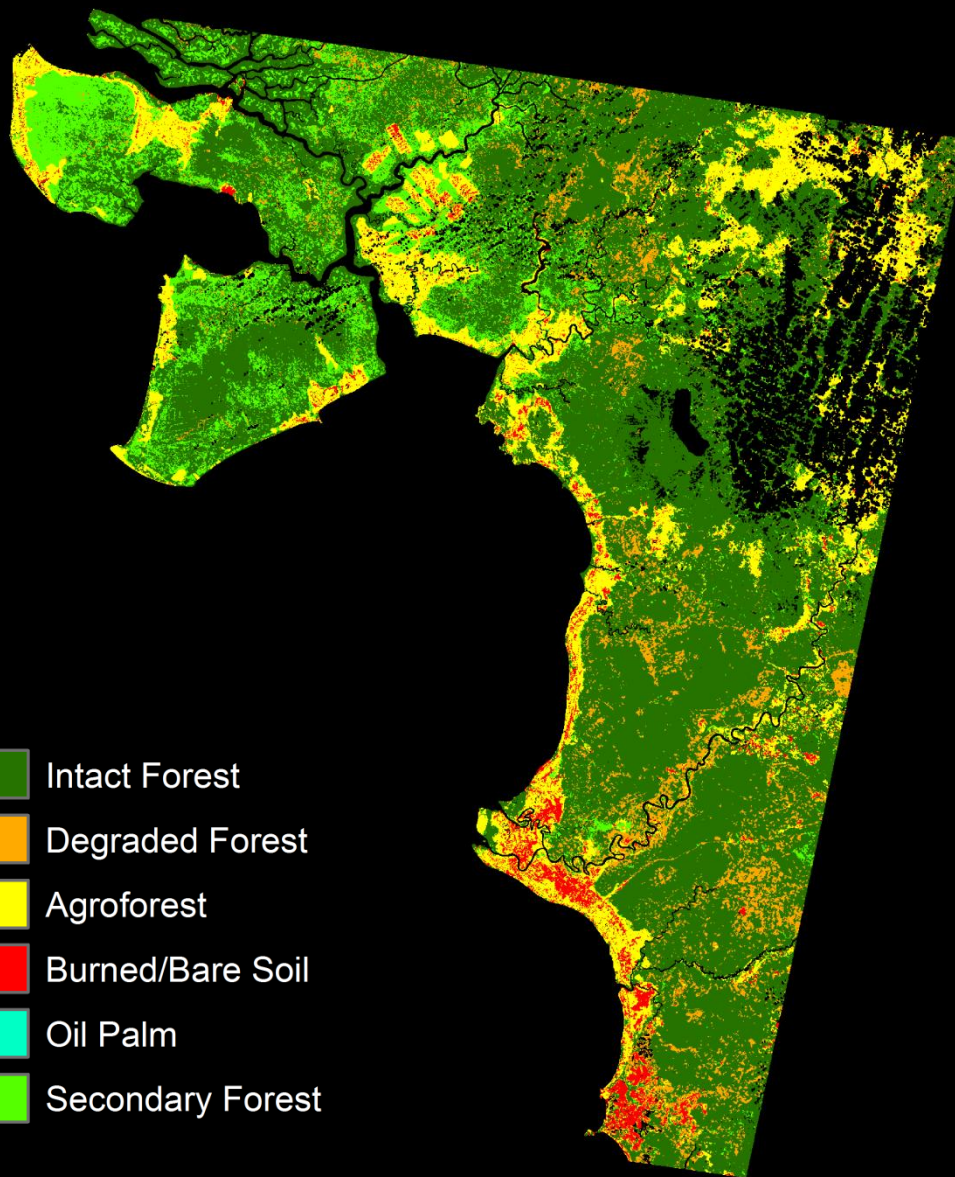 Intact Forest
Degraded Forest
Agroforest
Burned/Bare Soil
Oil Palm
Secondary Forest